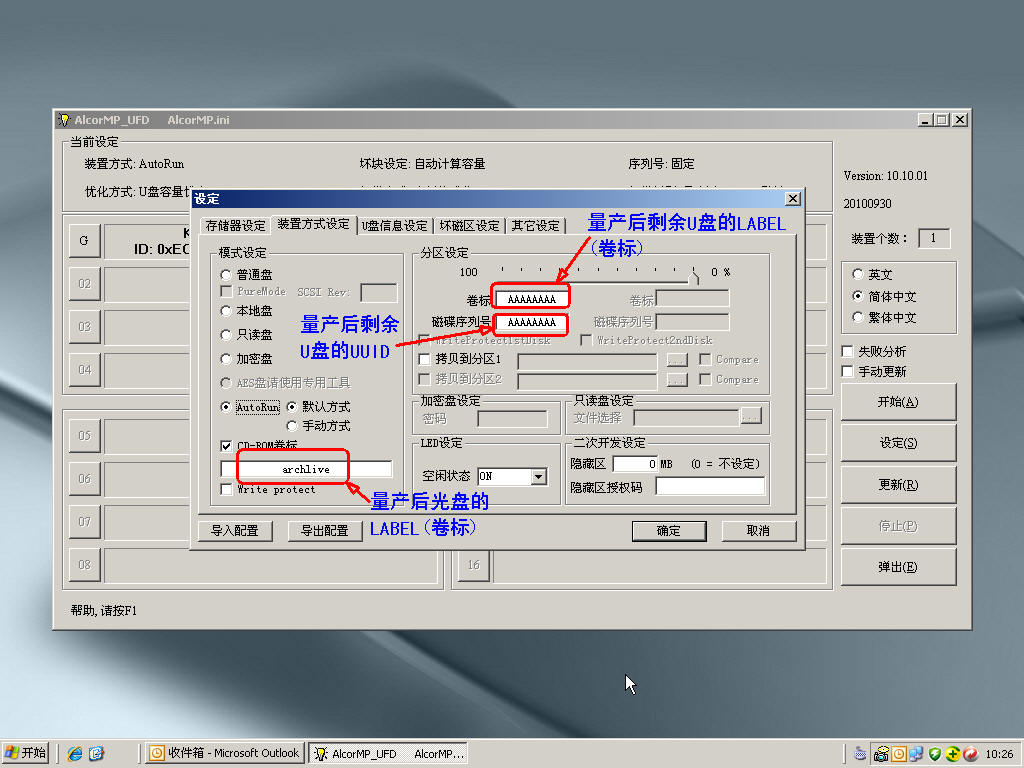 AlcorMP_UFD AlcorMP.ini
当前设定
装置方式: AutoRun 坏块设定: 自动计算容量 序列号: 固定
优化方式: U盘容量
Version: 10.10.01
20100930
装置个数: 1
英文
简体中文
繁体中文
失败分析
手动更新
开始(A)
设定(S)
更新(R)
停止(P)
弹出(E)
G K
ID: 0xEC
02
03
04
05
06
07
08
16
帮助, 请按F1
设定
存储器设定 装置方式设定 U盘信息设定 坏磁区设定 其它设定
模式设定
普通盘
PureMode SCSI Rev:
本地盘
只读盘
加密盘
AES盘请使用专用工具
AutoRun 默认方式
手动方式
CD-ROM卷标
archlive
Write protect
分区设定
100 0 %
卷标 AAAAAAAA 卷标
磁碟序列号 AAAAAAAA 磁碟序列号
WriteProtect1stDisk WriteProtect2ndDisk
拷贝到分区1 ... Compare
拷贝到分区2 ... Compare
加密盘设定
密码
只读盘设定
文件选择 ...
LED设定
空闲状态 ON
二次开发设定
隐藏区 0 MB (0 = 不设定)
隐藏区授权码
导入配置 导出配置 确定 取消
量产后剩余U盘的LABEL
(卷标)
量产后剩余
U盘的UUID
量产后光盘的
LABEL(卷标)
开始 收件箱 - Microsoft Outlook AlcorMP_UFD AlcorMP... 10:26